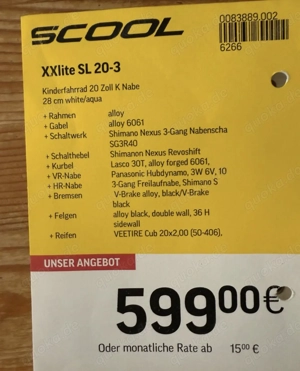 SCOOL
0083889.002
6266
XXlite SL 20-3
Kinderfahrrad 20 Zoll K Nabe
28 cm white/aqua
+ Rahmen alloy
+ Gabel alloy 6061
+ Schaltwerk Shimano Nexus 3-Gang Nabenscha
SG3R40
+ Schalthebel Shimanon Nexus Revoshift
+ Kurbel Lasco 30T, alloy forged 6061,
+ VR-Nabe Panasonic Hubdynamo, 3W 6V, 10
+ HR-Nabe 3-Gang Freilaufnabe, Shimano S
+ Bremsen V-Brake alloy, black/V-Brake
black
+ Felgen alloy black, double wall, 36 H
sidewall
+ Reifen VEETIRE Cub 20x2,00 (50-406),
UNSER ANGEBOT
59900€
Oder monatliche Rate ab 1500 €